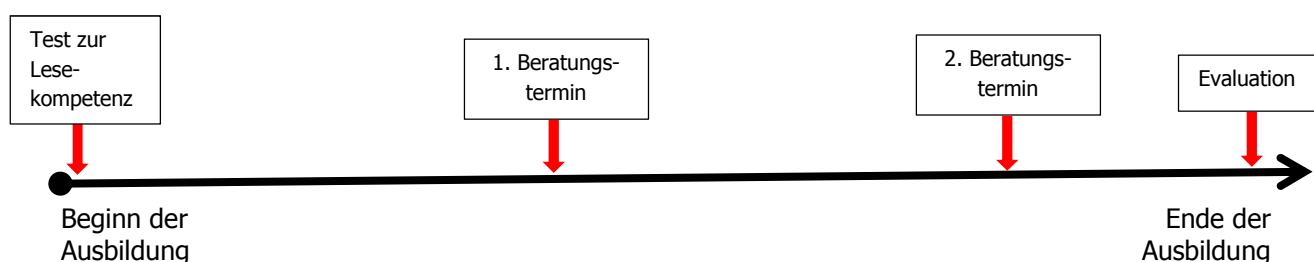 Test zur
Lese-
kompetenz
1. Beratungs-
termin
2. Beratungs-
termin
Evaluation
Beginn der
Ausbildung
Ende der
Ausbildung